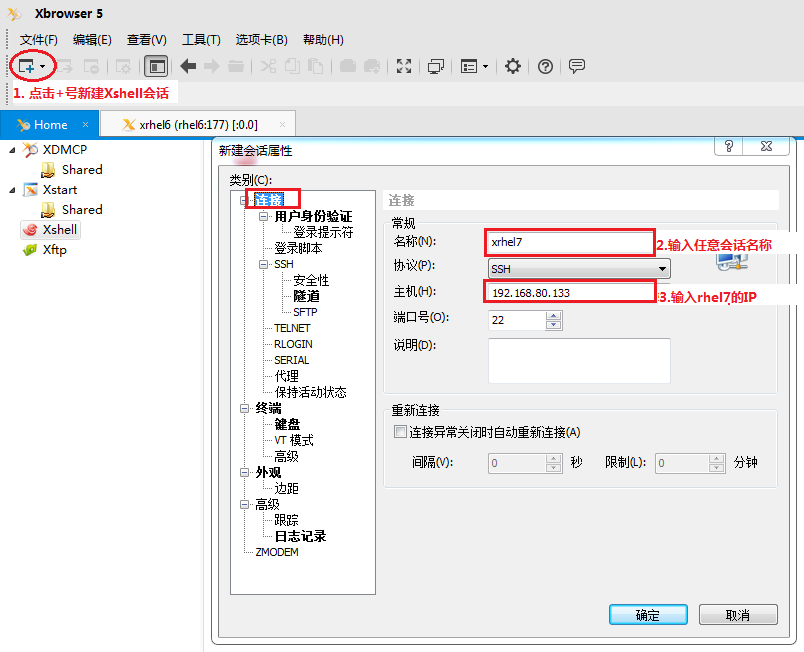 Xbrowser 5
文件(F) 编辑(E) 查看(V) 工具(T) 选项卡(B) 帮助(H)
1. 点击+号新建Xshell会话
Home × xrhel6 (rhel6:177) [:0.0] ×
XDMCP
Shared
Xstart
Shared
Xshell
Xftp
新建会话属性
类别(C):
连接
用户身份验证
登录提示符
登录脚本
SSH
安全性
隧道
SFTP
TELNET
RLOGIN
SERIAL
代理
保持活动状态
终端
键盘
VT 模式
高级
外观
边距
高级
跟踪
日志记录
ZMODEM
连接
常规
名称(N): xrhel7 2.输入任意会话名称
协议(P): SSH
主机(H): 192.168.80.133 3.输入rhel7的IP
端口号(O): 22
说明(D):
重新连接
连接异常关闭时自动重新连接(A)
间隔(V): 0 秒 限制(L): 0 分钟
确定 取消